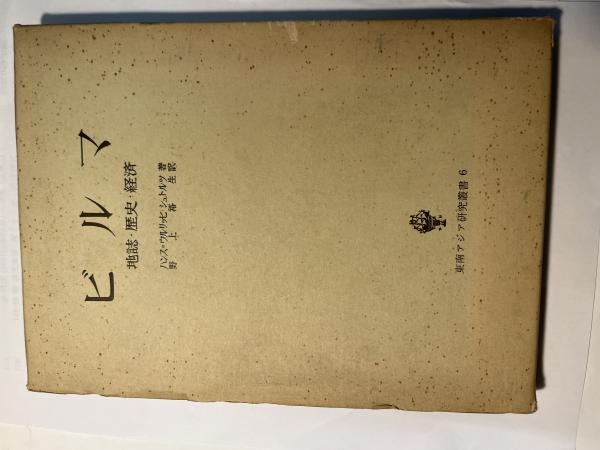 ビルマ
地誌・歴史・経済
ハンス・ウルリッヒ・シュトルツ 著
野上裕生 訳
東南アジア研究叢書 6